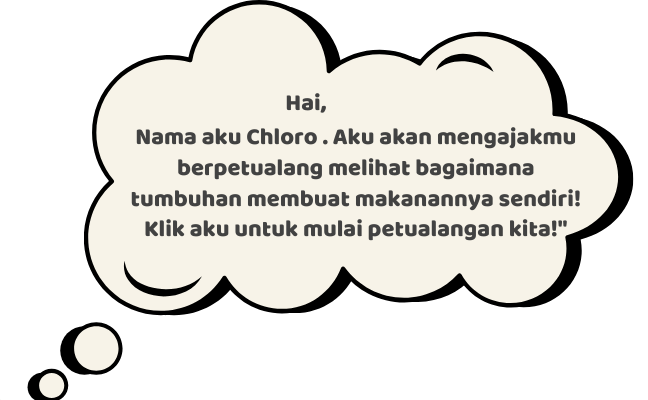 Hai,
Nama aku Chloro . Aku akan mengajakmu
berpetualang melihat bagaimana
tumbuhan membuat makanannya sendiri!
Klik aku untuk mulai petualangan kita!"